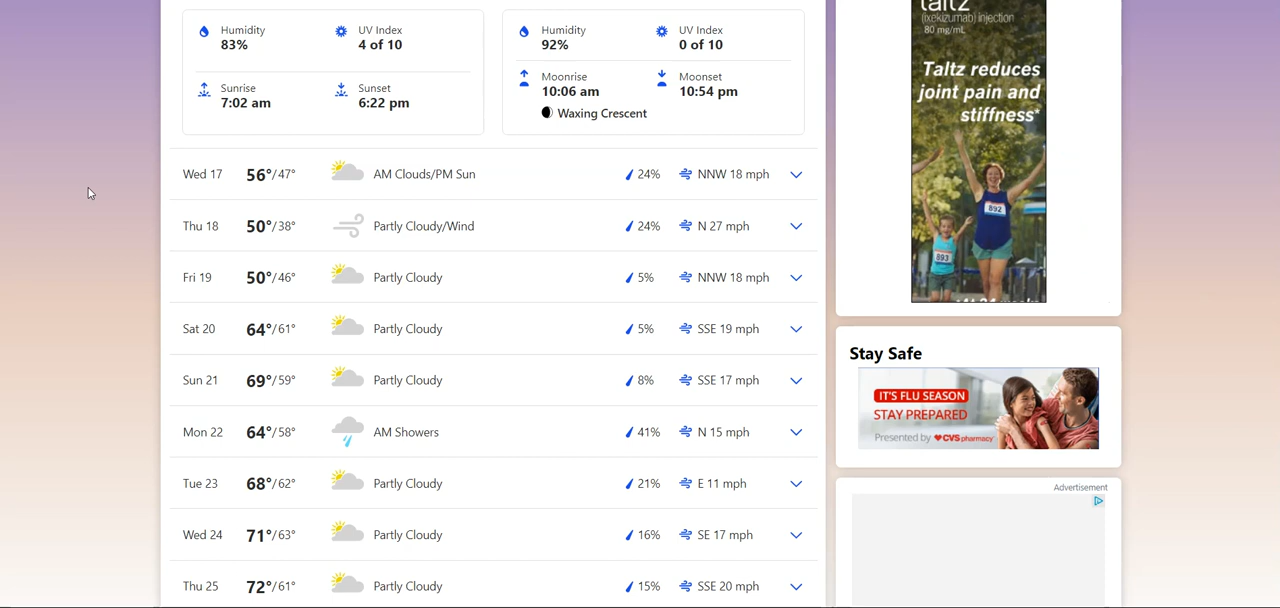 Humidity
83%
UV Index
4 of 10
Sunrise
7:02 am
Sunset
6:22 pm
Humidity
92%
UV Index
0 of 10
Moonrise
10:06 am
Moonset
10:54 pm
Waxing Crescent
Wed 17 56°/47° AM Clouds/PM Sun 24% NNW 18 mph
Thu 18 50°/38° Partly Cloudy/Wind 24% N 27 mph
Fri 19 50°/46° Partly Cloudy 5% NNW 18 mph
Sat 20 64°/61° Partly Cloudy 5% SSE 19 mph
Sun 21 69°/59° Partly Cloudy 8% SSE 17 mph
Mon 22 64°/58° AM Showers 41% N 15 mph
Tue 23 68°/62° Partly Cloudy 21% E 11 mph
Wed 24 71°/63° Partly Cloudy 16% SE 17 mph
Thu 25 72°/61° Partly Cloudy 15% SSE 20 mph
taltz
(ixekizumab) injection
80 mg/mL
Taltz reduces
joint pain and
stiffness*
892
893
Stay Safe
IT'S FLU SEASON
STAY PREPARED
Presented by CVS pharmacy
Advertisement